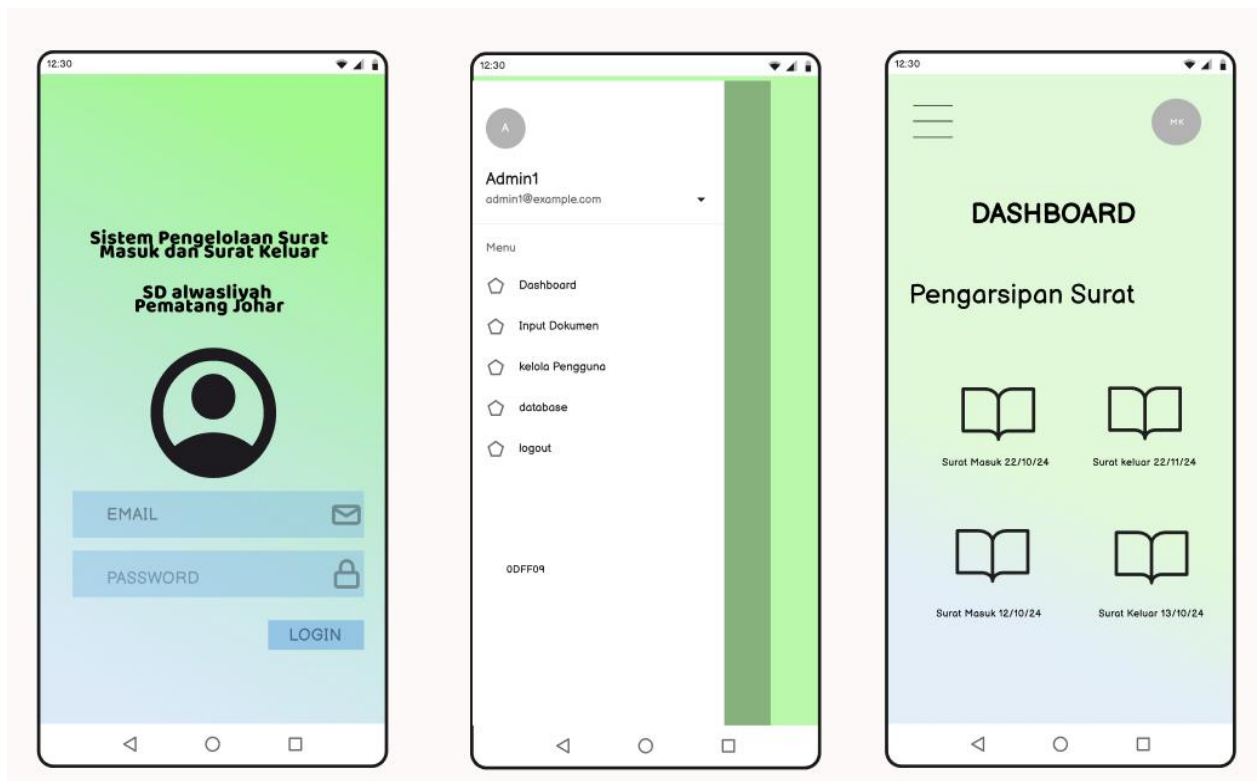 12:30
Sistem Pengelolaan Surat
Masuk dan Surat Keluar
SD alwasliyah
Pematang Johar
EMAIL
PASSWORD
LOGIN
12:30
A
Admin1
admin1@example.com
Menu
Dashboard
Input Dokumen
kelola Pengguna
database
logout
0DFF09
12:30
MK
DASHBOARD
Pengarsipan Surat
Surat Masuk 22/10/24
Surat keluar 22/11/24
Surat Masuk 12/10/24
Surat Keluar 13/10/24